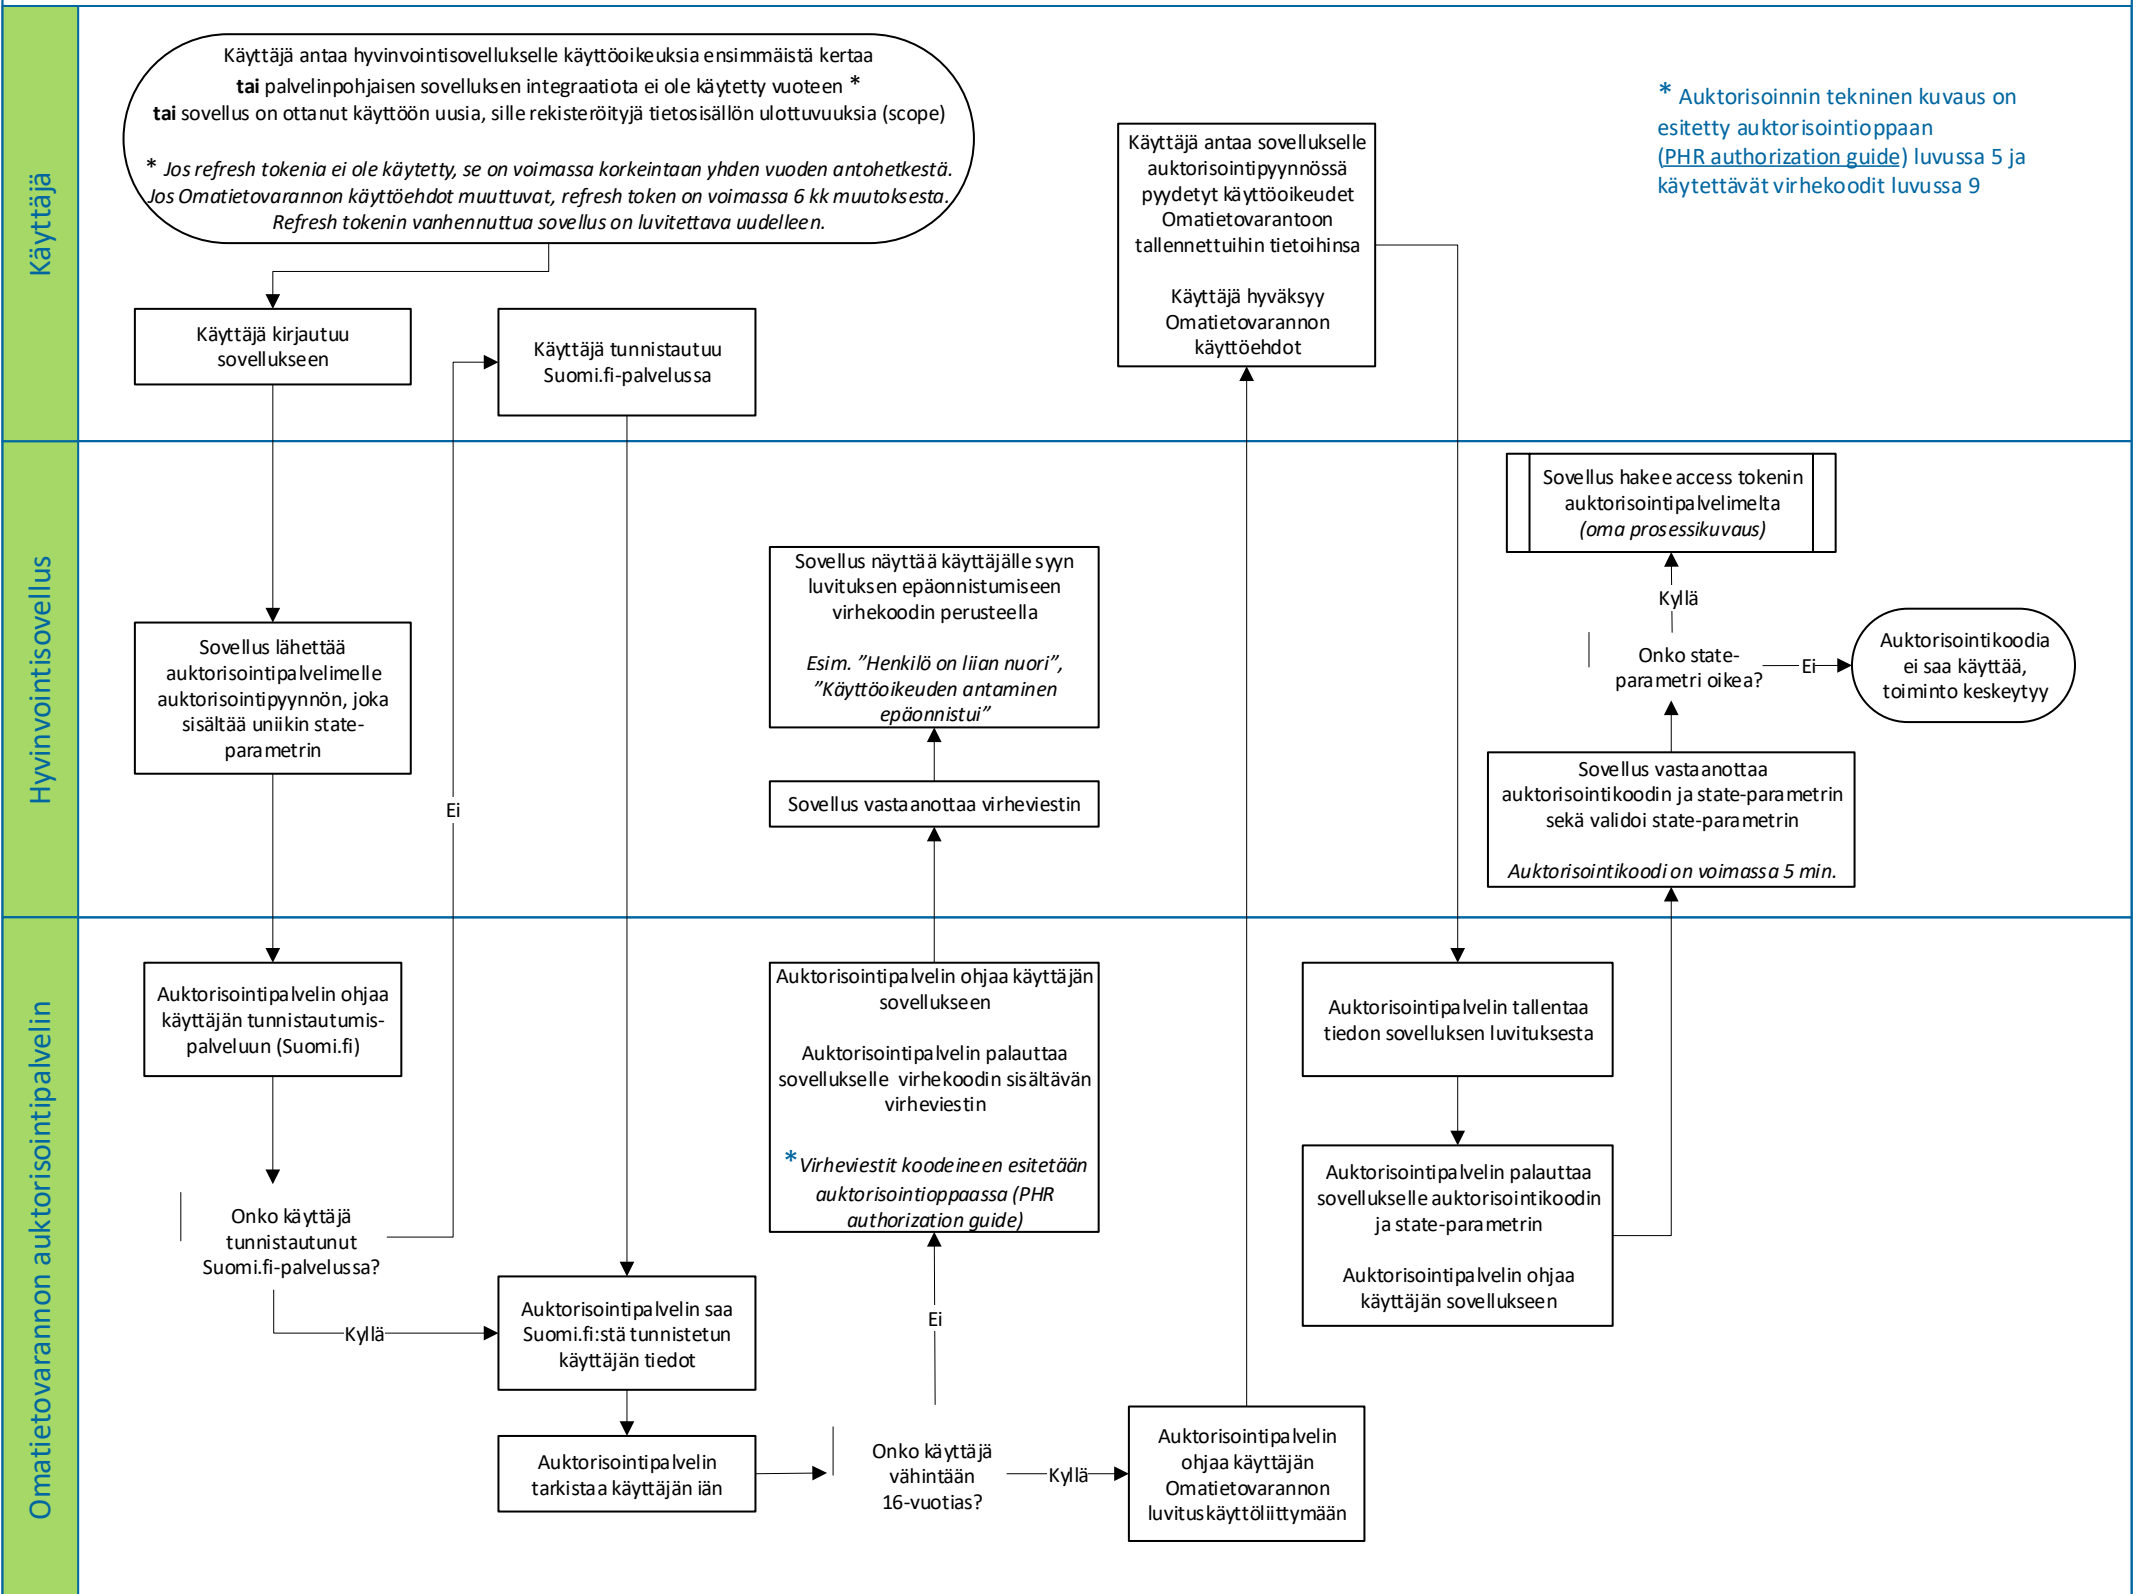 Käyttäjä
Käyttäjä antaa hyvinvointisovellukselle käyttöoikeuksia ensimmäistä kertaa
tai palvelinpohjaisen sovelluksen integraatiota ei ole käytetty vuoteen *
tai sovellus on ottanut käyttöön uusia, sille rekisteröityjä tietosisällön ulottuvuuksia (scope)
* Jos refresh tokenia ei ole käytetty, se on voimassa korkeintaan yhden vuoden antohetkestä.
Jos Omatietovarannon käyttöehdot muuttuvat, refresh token on voimassa 6 kk muutoksesta.
Refresh tokenin vanhennuttua sovellus on luvitettava uudelleen.
* Auktorisoinnin tekninen kuvaus on
esitetty auktorisointioppaan
(PHR authorization guide) luvussa 5 ja
käytettävät virhekoodit luvussa 9
Käyttäjä antaa sovellukselle
auktorisointipyynnössä
pyydetyt käyttöoikeudet
Omatietovarantoon
tallennettuihin tietoihinsa
Käyttäjä hyväksyy
Omatietovarannon
käyttöehdot
Käyttäjä kirjautuu
sovellukseen
Käyttäjä tunnistautuu
Suomi.fi-palvelussa
Hyvinvointisovellus
Sovellus lähettää
auktorisointipalvelimelle
auktorisointipyynnön, joka
sisältää uniikin state-
parametrin
Ei
Sovellus näyttää käyttäjälle syyn
luvituksen epäonnistumiseen
virhekoodin perusteella
Esim. ”Henkilö on liian nuori”,
”Käyttöoikeuden antaminen
epäonnistui”
Sovellus vastaanottaa virheviestin
Sovellus hakee access tokenin
auktorisointipalvelimelta
(oma prosessikuvaus)
Kyllä
Onko state-
parametri oikea?
Ei
Auktorisointikoodia
ei saa käyttää,
toiminto keskeytyy
Sovellus vastaanottaa
auktorisointikoodin ja state-parametrin
sekä validoi state-parametrin
Auktorisointikoodi on voimassa 5 min.
Omatietovarannon auktorisointipalvelin
Auktorisointipalvelin ohjaa
käyttäjän tunnistautumis-
palveluun (Suomi.fi)
Onko käyttäjä
tunnistautunut
Suomi.fi-palvelussa?
Kyllä
Auktorisointipalvelin saa
Suomi.fi:stä tunnistetun
käyttäjän tiedot
Auktorisointipalvelin
tarkistaa käyttäjän iän
Auktorisointipalvelin ohjaa käyttäjän
sovellukseen
Auktorisointipalvelin palauttaa
sovellukselle virhekoodin sisältävän
virheviestin
* Virheviestit koodeineen esitetään
auktorisointioppaassa (PHR
authorization guide)
Ei
Onko käyttäjä
vähintään
16-vuotias?
Kyllä
Auktorisointipalvelin
ohjaa käyttäjän
Omatietovarannon
luvituskäyttöliittymään
Auktorisointipalvelin tallentaa
tiedon sovelluksen luvituksesta
Auktorisointipalvelin palauttaa
sovellukselle auktorisointikoodin
ja state-parametrin
Auktorisointipalvelin ohjaa
käyttäjän sovellukseen